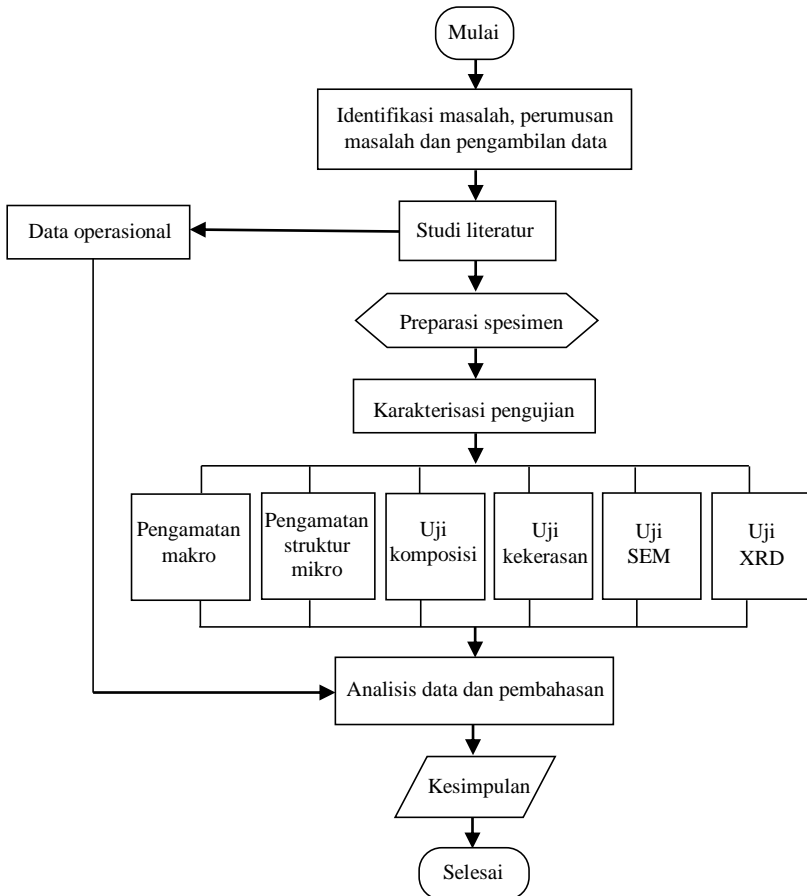 Mulai
Identifikasi masalah, perumusan
masalah dan pengambilan data
Data operasional
Studi literatur
Preparasi spesimen
Karakterisasi pengujian
Pengamatan
makro
Pengamatan
struktur
mikro
Uji
komposisi
Uji
kekerasan
Uji
SEM
Uji
XRD
Analisis data dan pembahasan
Kesimpulan
Selesai